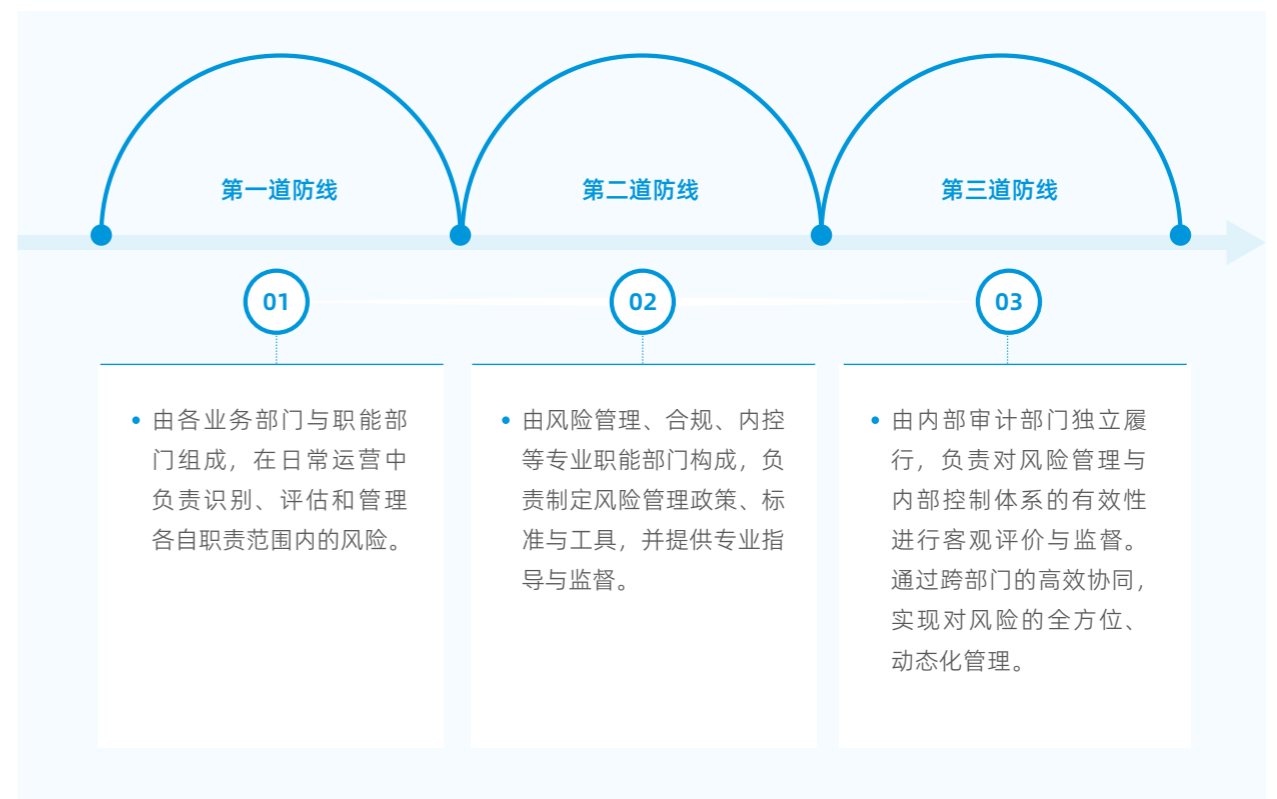 第一道防线
第二道防线
第三道防线
01
02
03
• 由各业务部门与职能部
门组成，在日常运营中
负责识别、评估和管理
各自职责范围内的风险。
• 由风险管理、合规、内控
等专业职能部门构成，负
责制定风险管理政策、标
准与工具，并提供专业指
导与监督。
• 由内部审计部门独立履
行，负责对风险管理与
内部控制体系的有效性
进行客观评价与监督。
通过跨部门的高效协同，
实现对风险的全方位、
动态化管理。